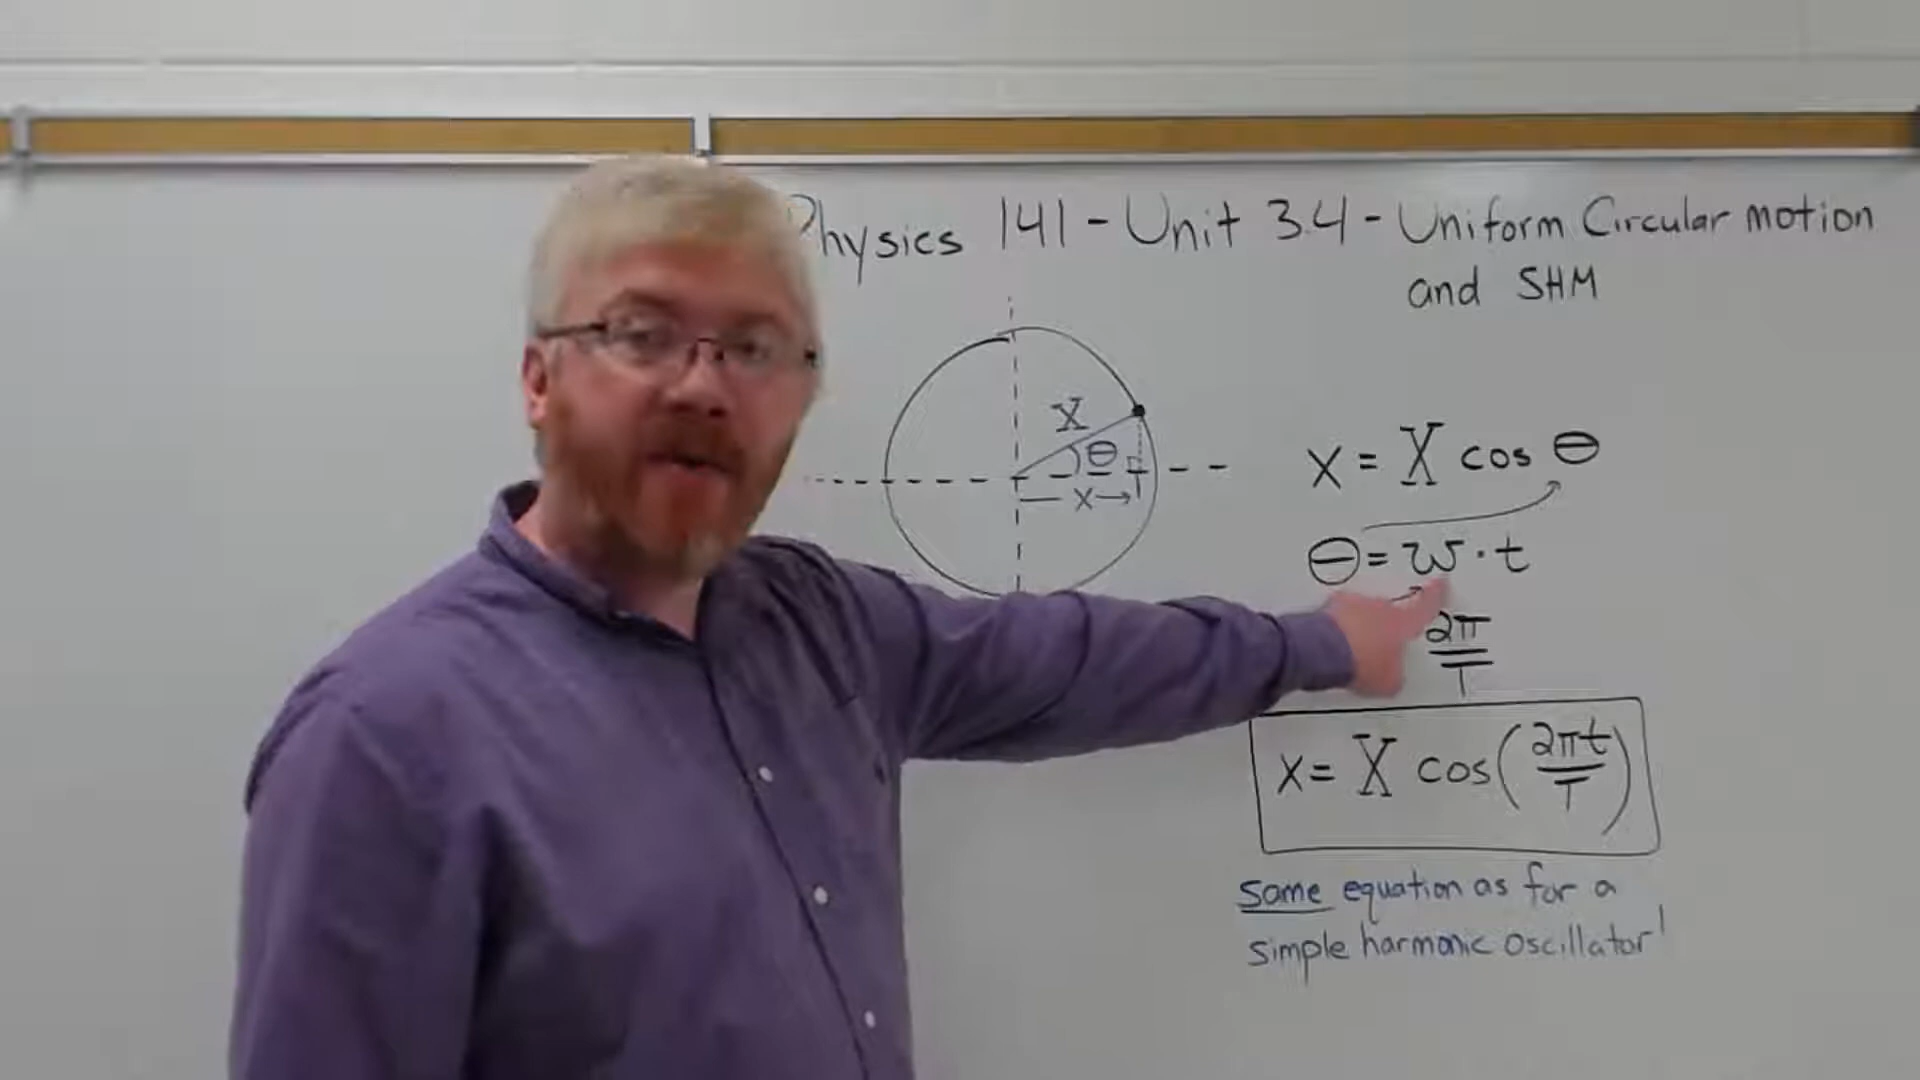 Physics 141 - Unit 3.4 - Uniform Circular motion
and SHM
X
θ
x
x = X cos θ
θ = ω · t
2π
T
x = X cos(2πt/T)
same equation as for a
simple harmonic oscillator!